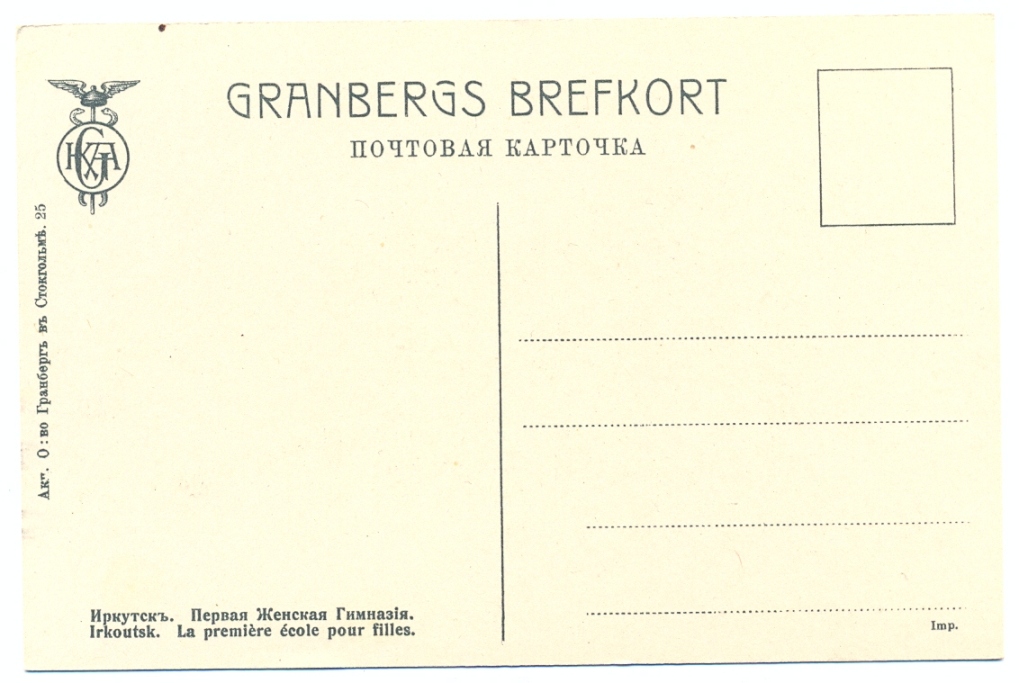 GRANBERGS BREFKORT
ПОЧТОВАЯ КАРТОЧКА
Акц. О:во Гранбергъ въ Стокгольмѣ. 25
Иркутскъ. Первая Женская Гимназія.
Irkoutsk. La première école pour filles.
Imp.